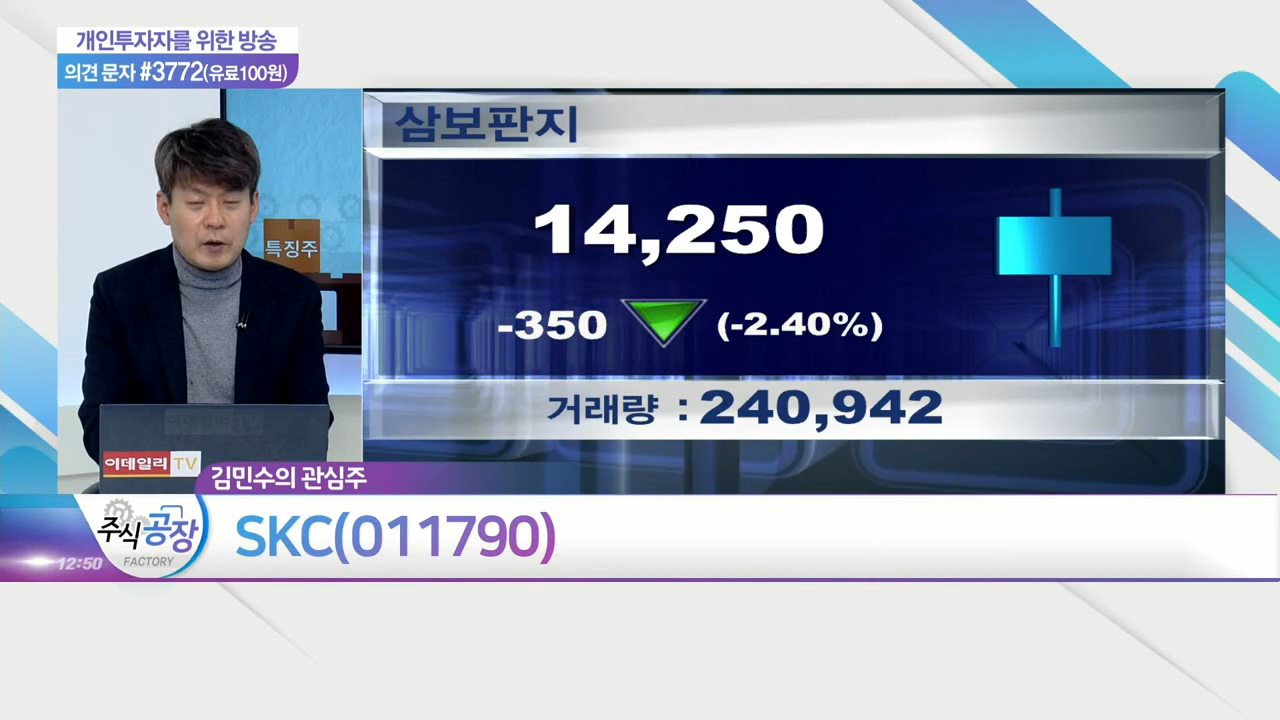 개인투자자를 위한 방송
의견 문자 #3772(유료100원)
삼보판지
14,250
특징주
-350
(-2.40%)
거래량 : 240,942
이데일리 TV
김민수의 관심주
주식공장
FACTORY
SKC(011790)
12:50